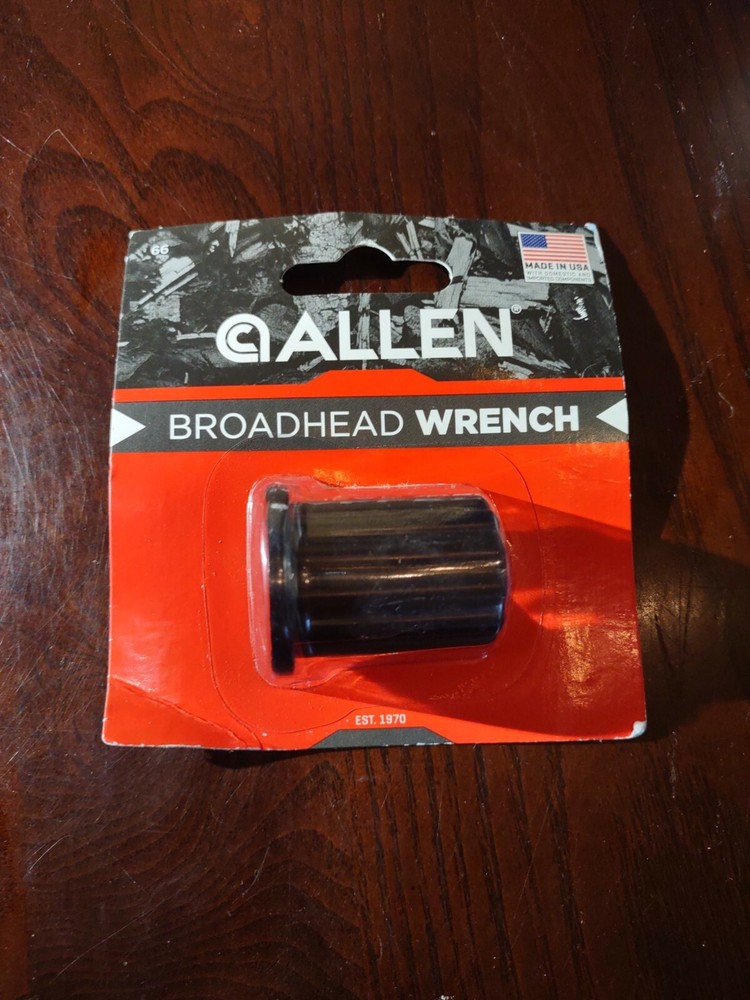 66
MADE IN USA
WITH DOMESTIC AND
IMPORTED COMPONENTS
ALLEN®
BROADHEAD WRENCH
EST. 1970